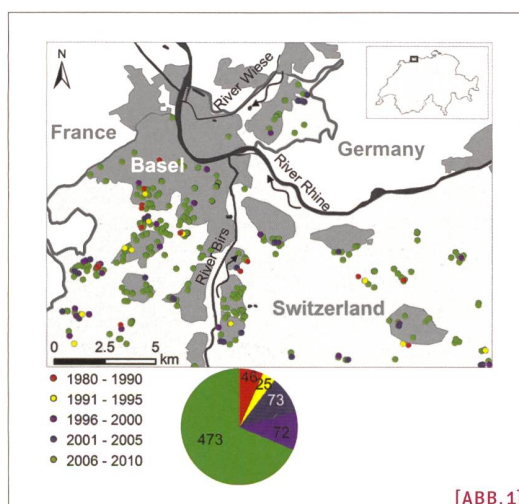 N
River Wiese
France
Germany
Basel
River Rhine
River Birs
Switzerland
0 2.5 5
km
1980 - 1990
1991 - 1995
1996 - 2000
2001 - 2005
2006 - 2010
46
25
73
72
473
[ABB.1]